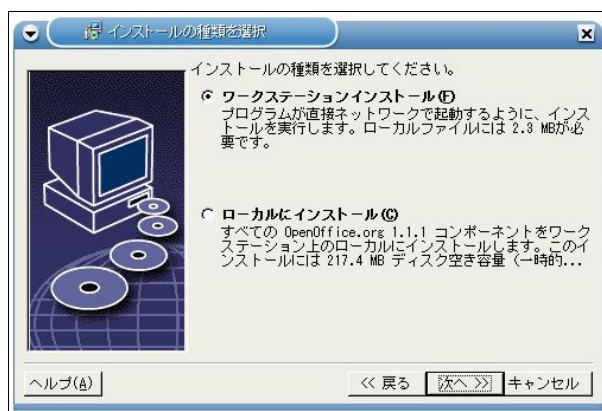 インストールの種類を選択
インストールの種類を選択してください。
ワークステーションインストール(F)
プログラムが直接ネットワークで起動するように、インス
トールを実行します。ローカルファイルには 2.3 MBが必
要です。
ローカルにインストール(C)
すべての OpenOffice.org 1.1.1 コンポーネントをワーク
ステーション上のローカルにインストールします。このイ
ンストールには 217.4 MB ディスク空き容量（一時的...
ヘルプ(A) << 戻る 次へ >> キャンセル